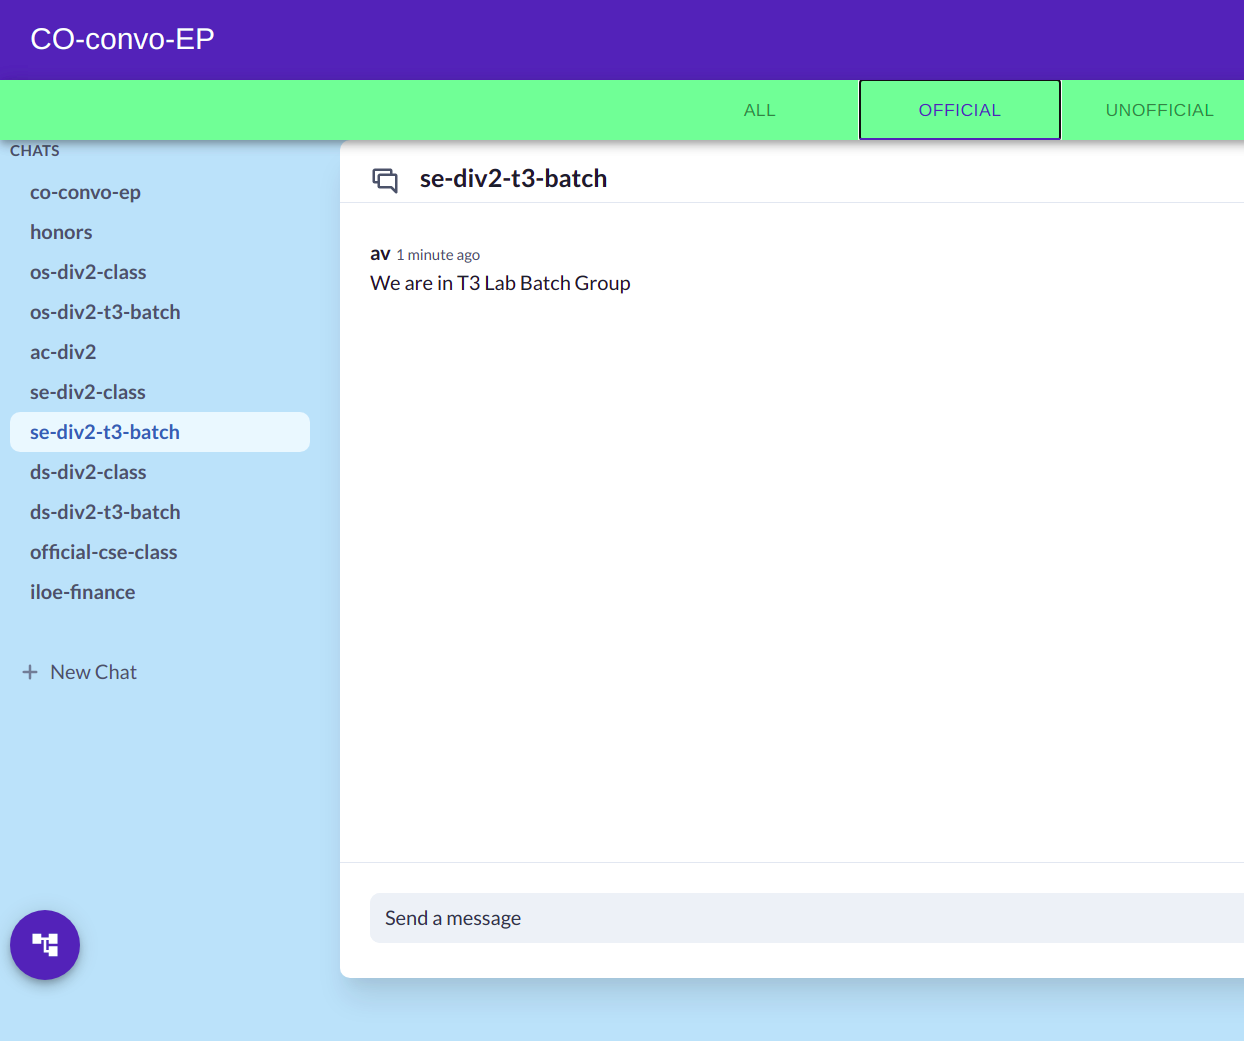 CO-convo-EP
ALL
OFFICIAL
UNOFFICIAL
CHATS
co-convo-ep
honors
os-div2-class
os-div2-t3-batch
ac-div2
se-div2-class
se-div2-t3-batch
ds-div2-class
ds-div2-t3-batch
official-cse-class
iloe-finance
New Chat
se-div2-t3-batch
av 1 minute ago
We are in T3 Lab Batch Group
Send a message